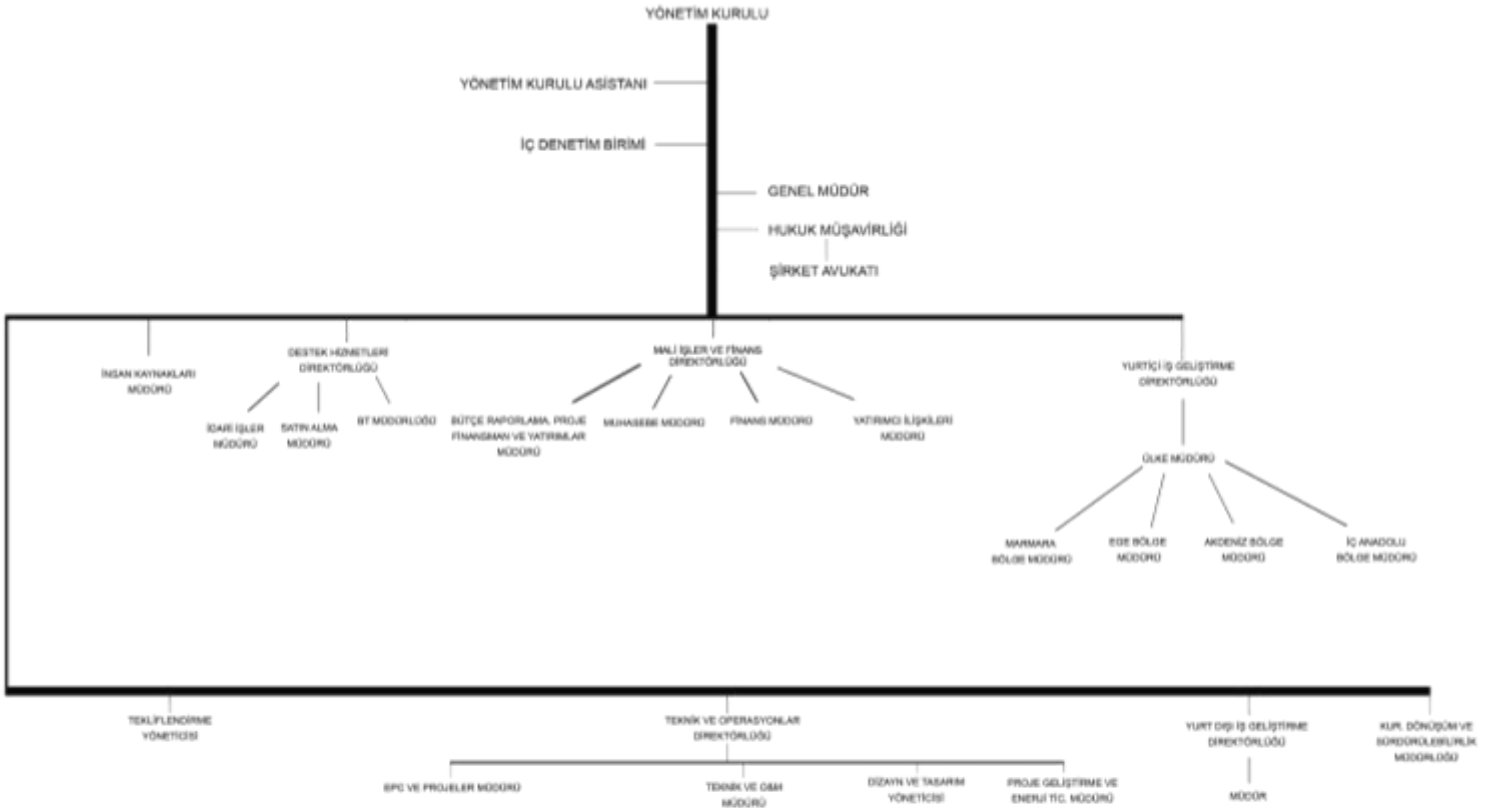 YÖNETİM KURULU
YÖNETİM KURULU ASİSTANI
İÇ DENETİM BİRİMİ
GENEL MÜDÜR
HUKUK MÜŞAVİRLİĞİ
ŞİRKET AVUKATI
İNSAN KAYNAKLARI
MÜDÜRÜ
DESTEK HİZMETLERİ
DİREKTÖRLÜĞÜ
İDARİ İŞLER
MÜDÜRÜ
SATIN ALMA
MÜDÜRÜ
BT MÜDÜRLÜĞÜ
MALİ İŞLER VE FİNANS
DİREKTÖRLÜĞÜ
BÜTÇE RAPORLAMA, PROJE
FİNANSMAN VE YATIRIMLAR
MÜDÜRÜ
MUHASEBE MÜDÜRÜ
FİNANS MÜDÜRÜ
YATIRIMCI İLİŞKİLERİ
MÜDÜRÜ
YURTİÇİ İŞ GELİŞTİRME
DİREKTÖRLÜĞÜ
ÜLKE MÜDÜRÜ
MARMARA
BÖLGE MÜDÜRÜ
EGE BÖLGE
MÜDÜRÜ
AKDENİZ BÖLGE
MÜDÜRÜ
İÇ ANADOLU
BÖLGE MÜDÜRÜ
TEKLİFLENDİRME
YÖNETİCİSİ
TEKNİK VE OPERASYONLAR
DİREKTÖRLÜĞÜ
EPC VE PROJELER MÜDÜRÜ
TEKNİK VE O&M
MÜDÜRÜ
DİZAYN VE TASARIM
YÖNETİCİSİ
PROJE GELİŞTİRME VE
ENERJİ TİC. MÜDÜRÜ
YURT DIŞI İŞ GELİŞTİRME
DİREKTÖRLÜĞÜ
MÜDÜR
KUR. DÖNÜŞÜM VE
SÜRDÜRÜLEBİLİRLİK
MÜDÜRLÜĞÜ